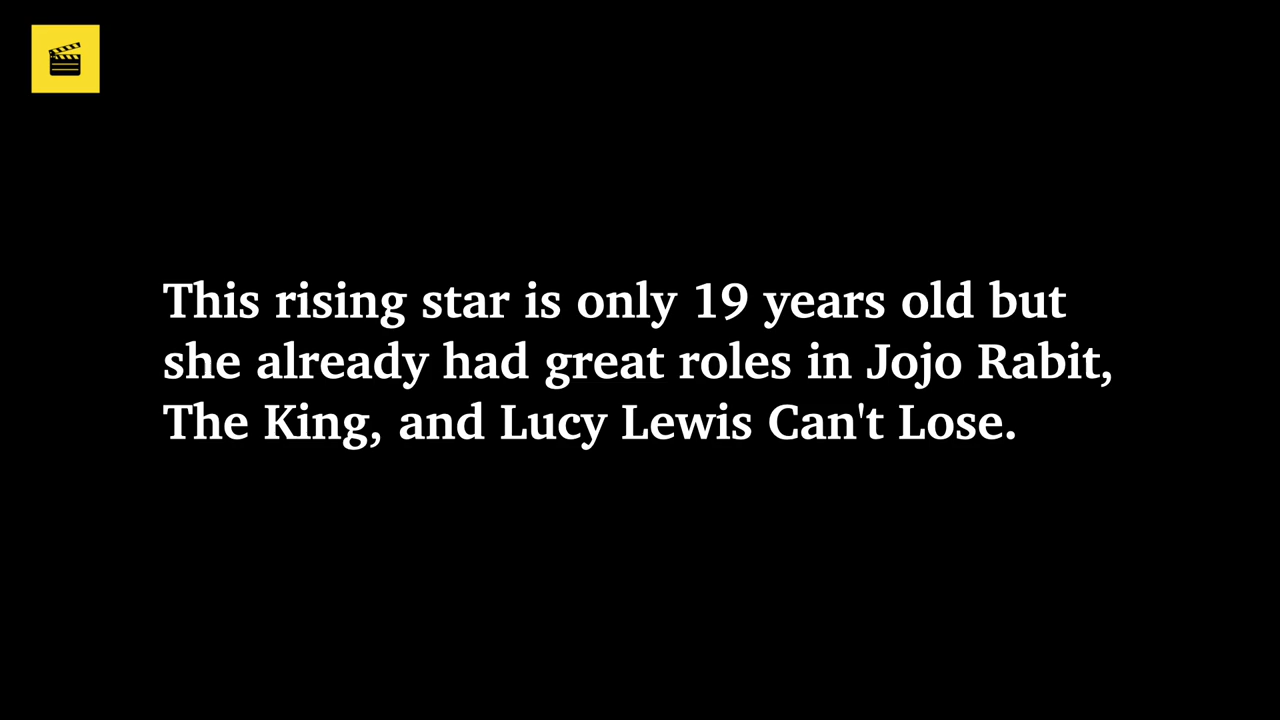 This rising star is only 19 years old but
she already had great roles in Jojo Rabit,
The King, and Lucy Lewis Can't Lose.